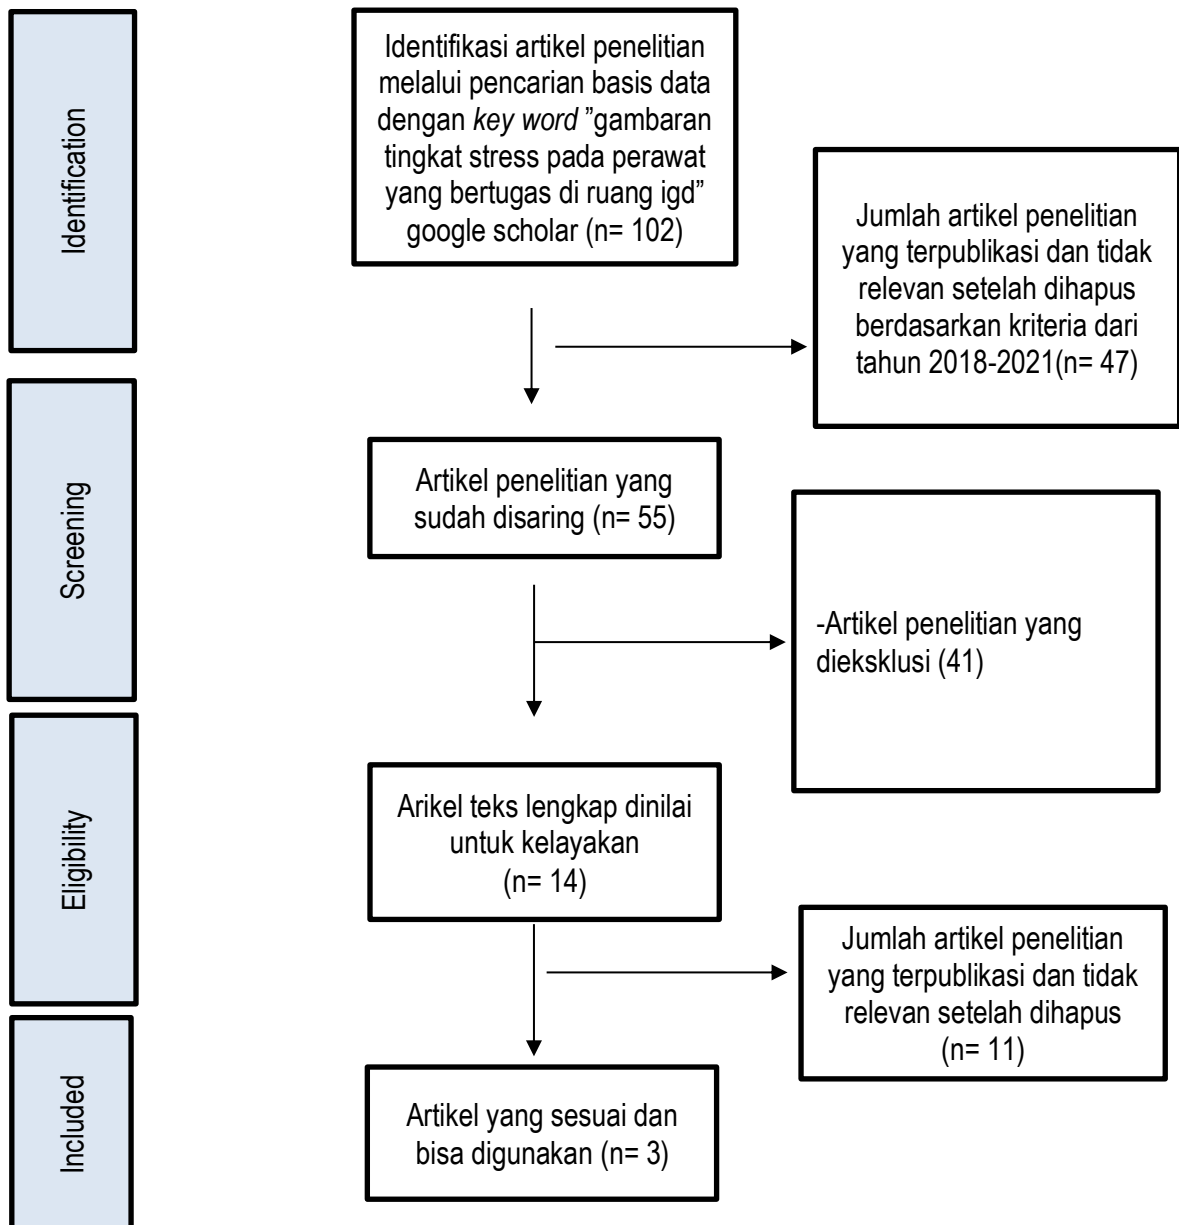 Identification
Identifikasi artikel penelitian
melalui pencarian basis data
dengan key word ”gambaran
tingkat stress pada perawat
yang bertugas di ruang igd”
google scholar (n= 102)
Jumlah artikel penelitian
yang terpublikasi dan tidak
relevan setelah dihapus
berdasarkan kriteria dari
tahun 2018-2021(n= 47)
Screening
Artikel penelitian yang
sudah disaring (n= 55)
-Artikel penelitian yang
dieksklusi (41)
Eligibility
Arikel teks lengkap dinilai
untuk kelayakan
(n= 14)
Jumlah artikel penelitian
yang terpublikasi dan tidak
relevan setelah dihapus
(n= 11)
Included
Artikel yang sesuai dan
bisa digunakan (n= 3)